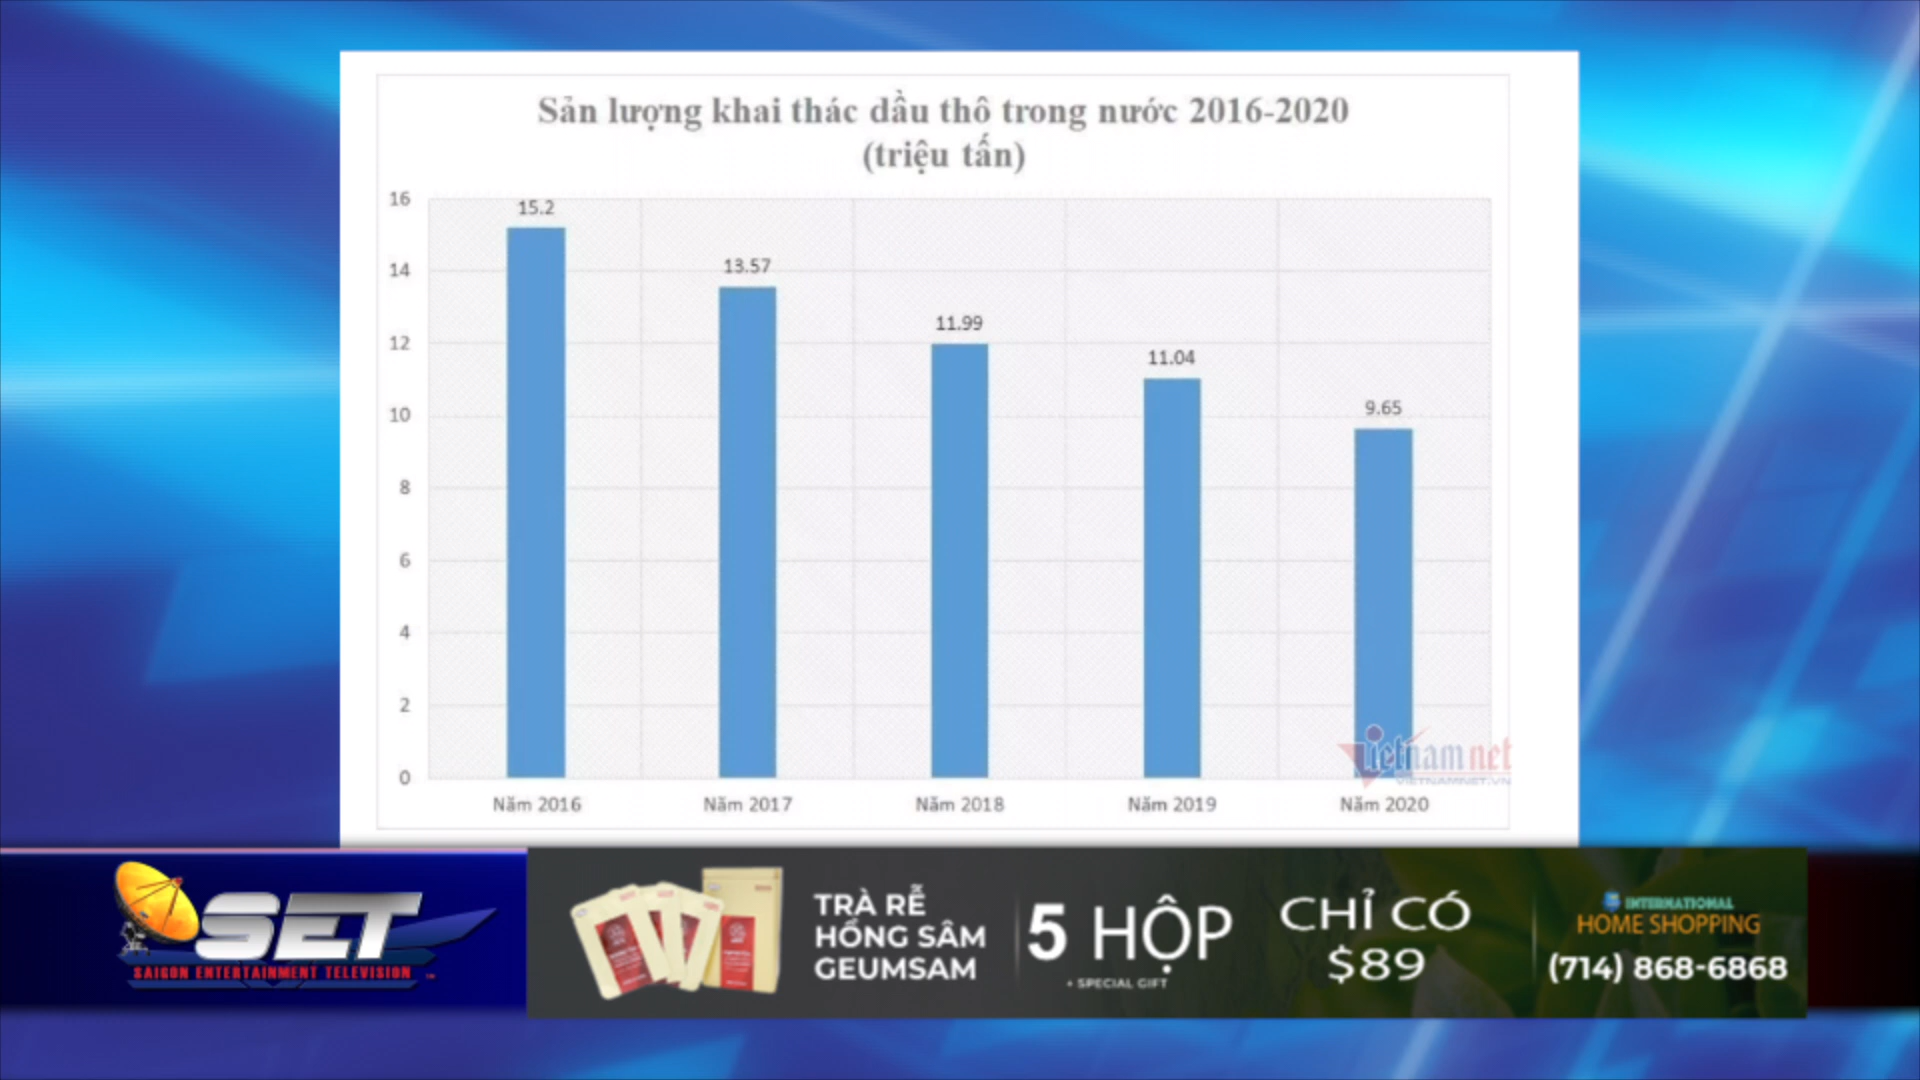 Sản lượng khai thác dầu thô trong nước 2016-2020
(triệu tấn)
16
14
12
10
8
6
4
2
0
15.2
13.57
11.99
11.04
9.65
Năm 2016
Năm 2017
Năm 2018
Năm 2019
Năm 2020
Vietnam net
VIETNAMNET.VN
SET
SAIGON ENTERTAINMENT TELEVISION
TRÀ RỄ
HỒNG SÂM
GEUMSAM
5 HỘP
+ SPECIAL GIFT
CHỈ CÓ
$89
INTERNATIONAL
HOME SHOPPING
(714) 868-6868